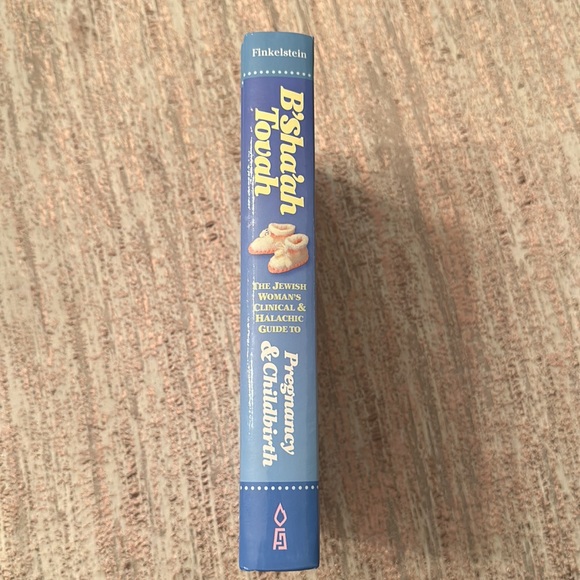 Finkelstein
B'sha'ah
Tovah
THE JEWISH
WOMAN'S
CLINICAL &
HALACHIC
GUIDE TO
Pregnancy
& Childbirth